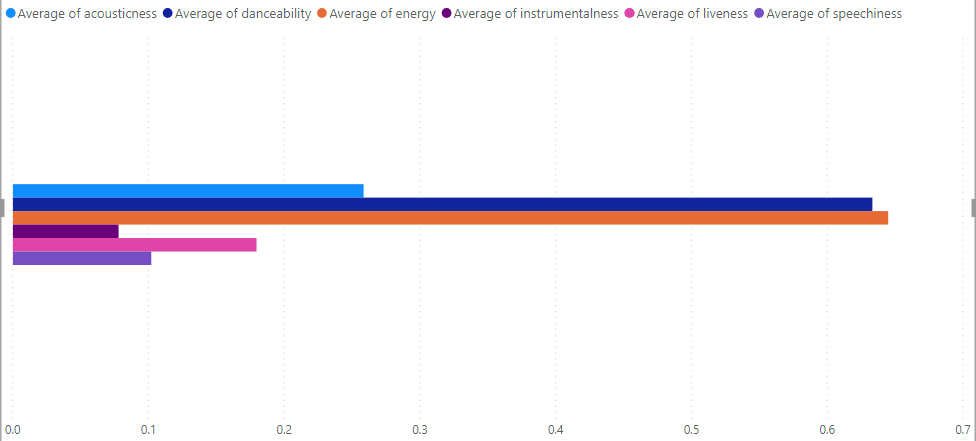 Average of acousticness Average of danceability Average of energy Average of instrumentalness Average of liveness Average of speechiness
0.0 0.1 0.2 0.3 0.4 0.5 0.6 0.7